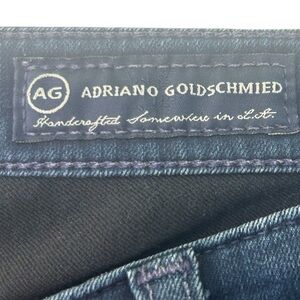 AG ADRIANO GOLDSCHMIED
Handcrafted Somewhere in L.A.